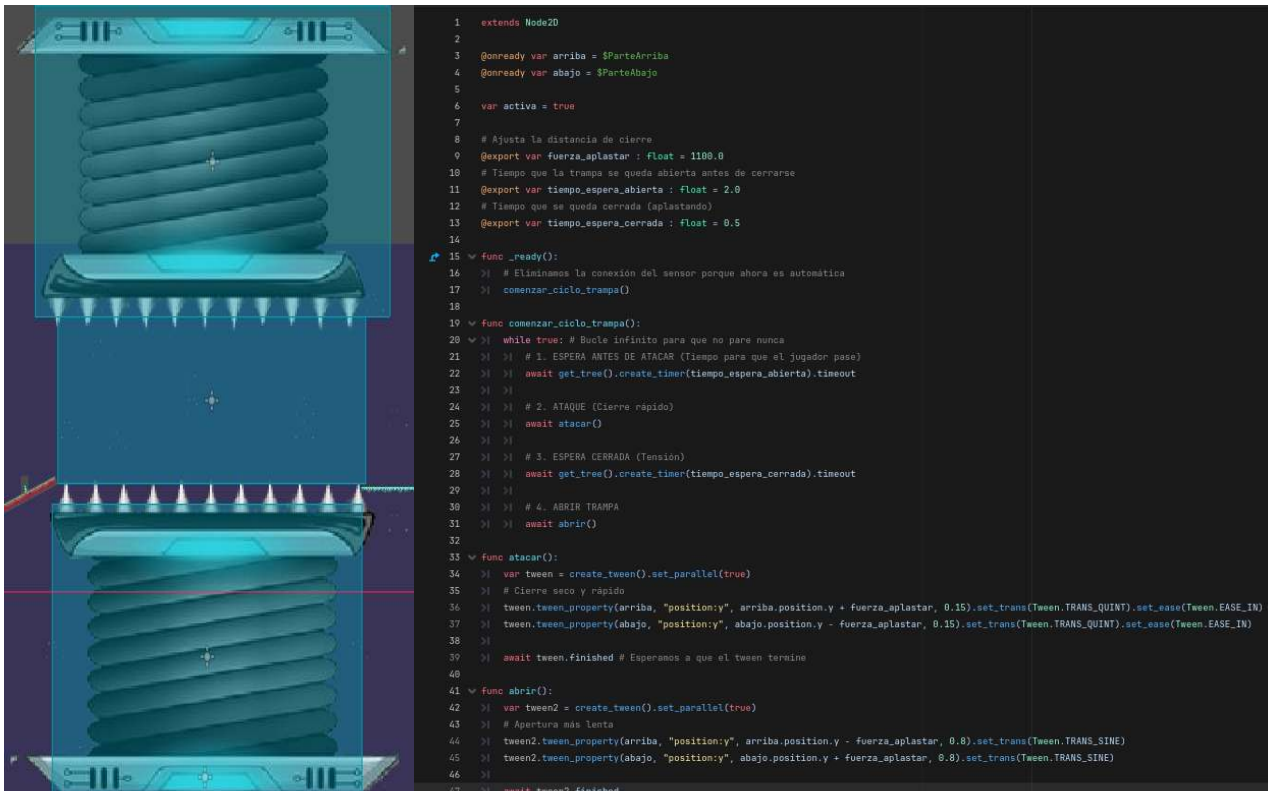 1 extends Node2D
2
3 @onready var arriba = $ParteArriba
4 @onready var abajo = $ParteAbajo
5
6 var activa = true
7
8 # Ajusta la distancia de cierre
9 @export var fuerza_aplastar : float = 1100.0
10 # Tiempo que la trampa se queda abierta antes de cerrarse
11 @export var tiempo_espera_abierta : float = 2.0
12 # Tiempo que se queda cerrada (aplastando)
13 @export var tiempo_espera_cerrada : float = 0.5
14
15 func _ready():
16 # Eliminamos la conexión del sensor porque ahora es automática
17 comenzar_ciclo_trampa()
18
19 func comenzar_ciclo_trampa():
20 while true: # Bucle infinito para que no pare nunca
21 # 1. ESPERA ANTES DE ATACAR (Tiempo para que el jugador pase)
22 await get_tree().create_timer(tiempo_espera_abierta).timeout
23
24 # 2. ATAQUE (Cierre rápido)
25 await atacar()
26
27 # 3. ESPERA CERRADA (Tensión)
28 await get_tree().create_timer(tiempo_espera_cerrada).timeout
29
30 # 4. ABRIR TRAMPA
31 await abrir()
32
33 func atacar():
34 var tween = create_tween().set_parallel(true)
35 # Cierre seco y rápido
36 tween.tween_property(arriba, "position:y", arriba.position.y + fuerza_aplastar, 0.15).set_trans(Tween.TRANS_QUINT).set_ease(Tween.EASE_IN)
37 tween.tween_property(abajo, "position:y", abajo.position.y - fuerza_aplastar, 0.15).set_trans(Tween.TRANS_QUINT).set_ease(Tween.EASE_IN)
38
39 await tween.finished # Esperamos a que el tween termine
40
41 func abrir():
42 var tween2 = create_tween().set_parallel(true)
43 # Apertura más lenta
44 tween2.tween_property(arriba, "position:y", arriba.position.y - fuerza_aplastar, 0.8).set_trans(Tween.TRANS_SINE)
45 tween2.tween_property(abajo, "position:y", abajo.position.y + fuerza_aplastar, 0.8).set_trans(Tween.TRANS_SINE)
46
47 await tween2.finished